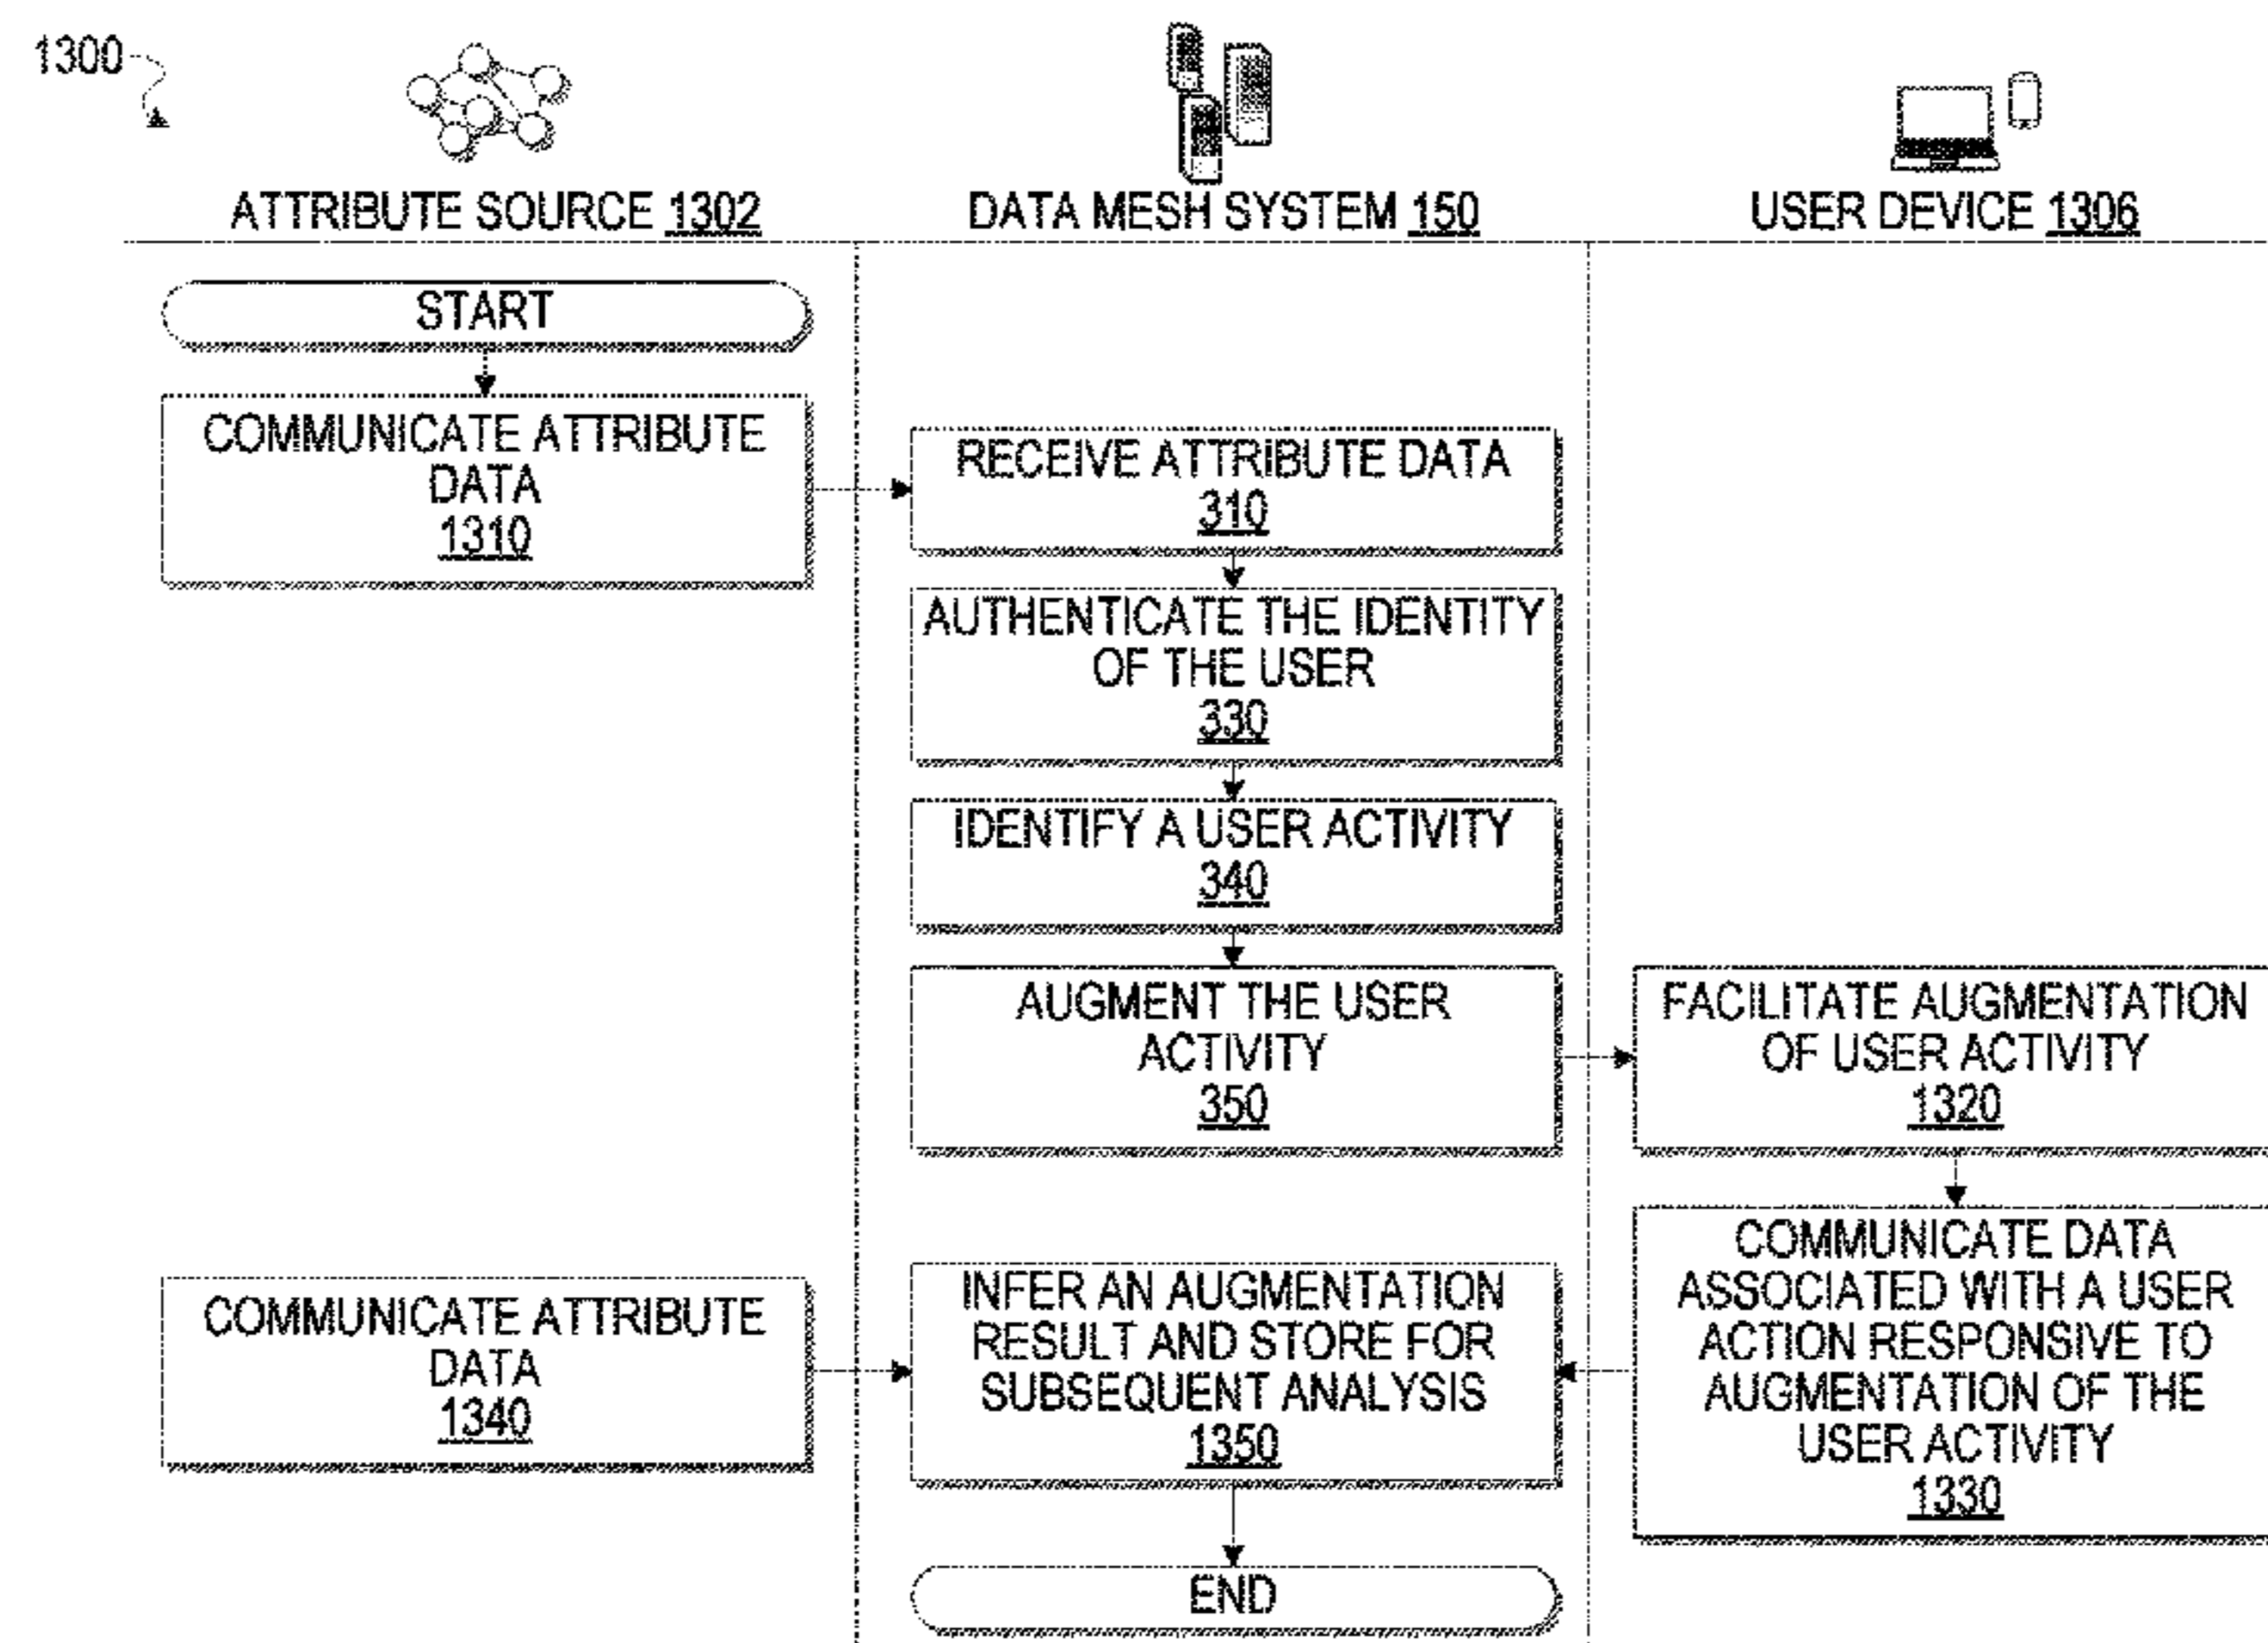 1300
ATTRIBUTE SOURCE 1302
DATA MESH SYSTEM 150
USER DEVICE 1306
START
COMMUNICATE ATTRIBUTE
DATA
1310
RECEIVE ATTRIBUTE DATA
310
AUTHENTICATE THE IDENTITY
OF THE USER
330
IDENTIFY A USER ACTIVITY
340
AUGMENT THE USER
ACTIVITY
350
FACILITATE AUGMENTATION
OF USER ACTIVITY
1320
COMMUNICATE DATA
ASSOCIATED WITH A USER
ACTION RESPONSIVE TO
AUGMENTATION OF THE
USER ACTIVITY
1330
COMMUNICATE ATTRIBUTE
DATA
1340
INFER AN AUGMENTATION
RESULT AND STORE FOR
SUBSEQUENT ANALYSIS
1350
END